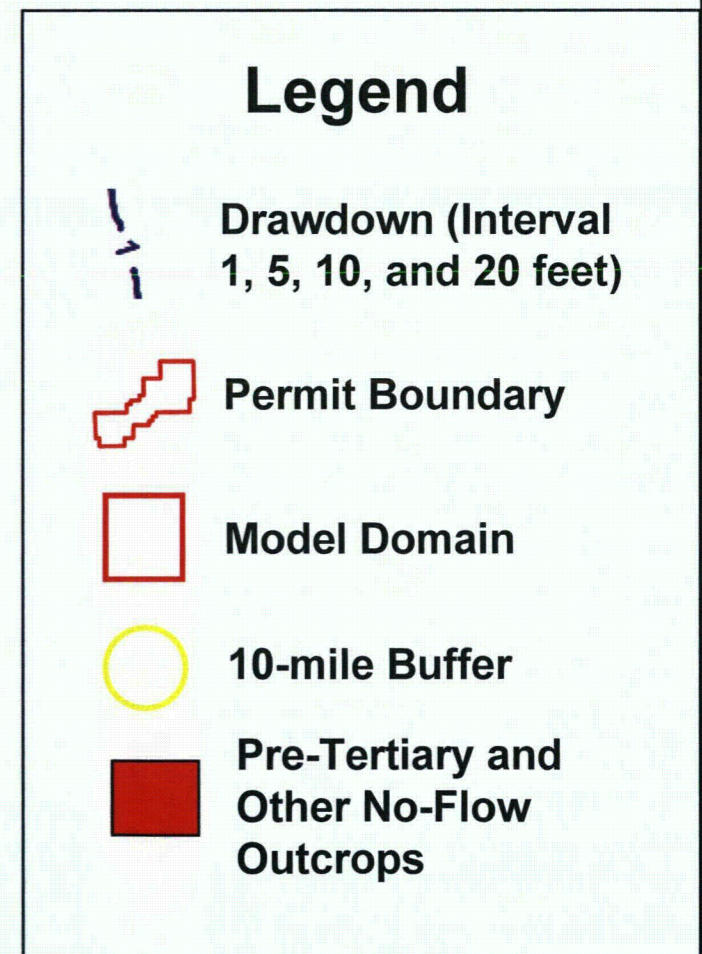 Legend
1
Drawdown (Interval
1, 5, 10, and 20 feet)
Permit Boundary
Model Domain
10-mile Buffer
Pre-Tertiary and
Other No-Flow
Outcrops